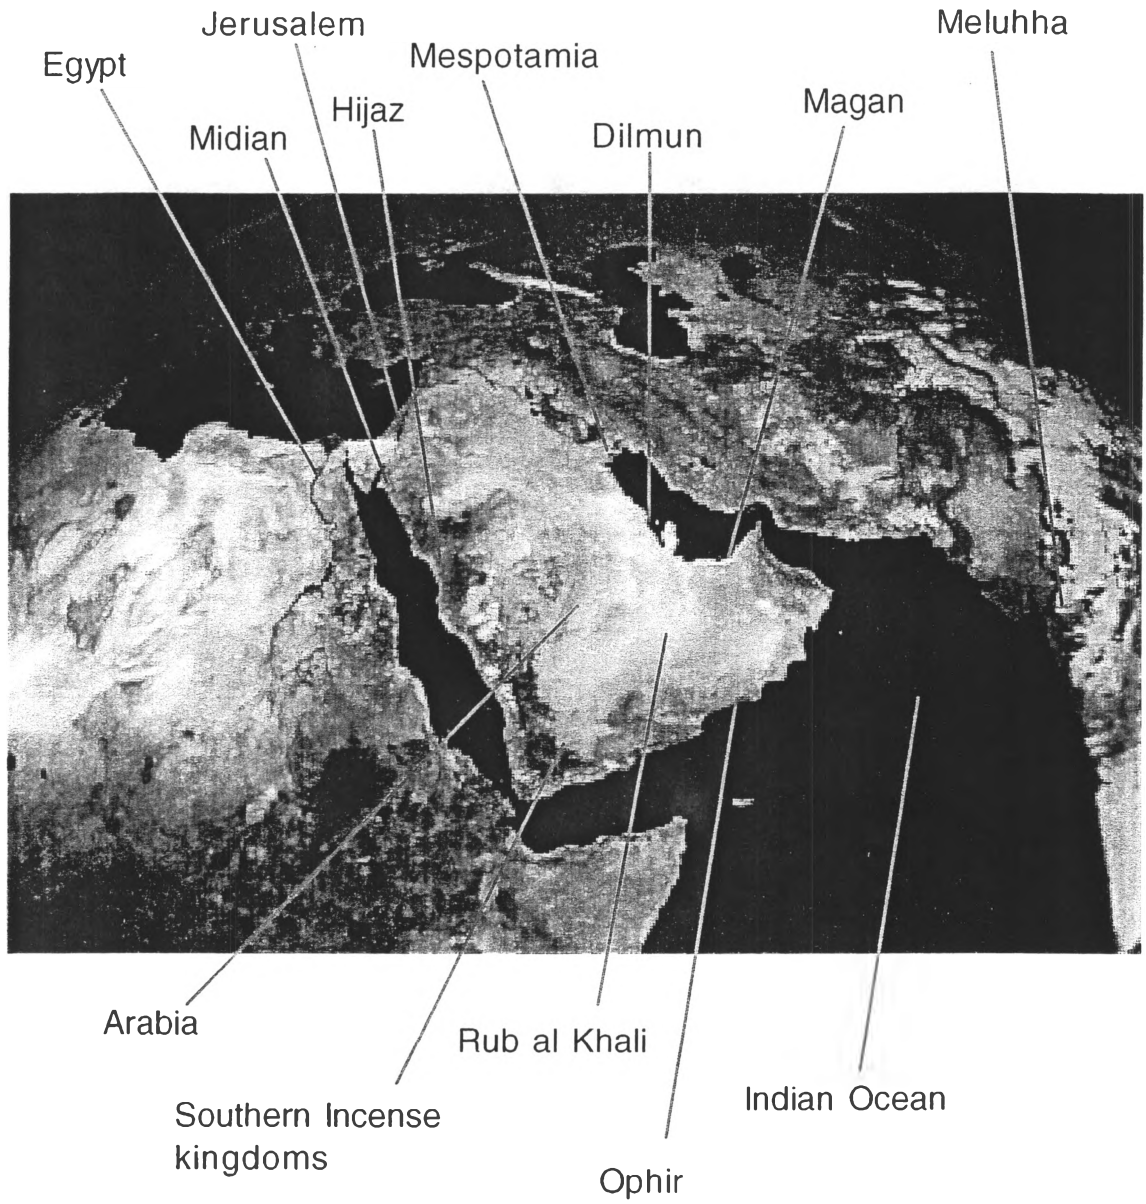 Jerusalem
Meluhha
Egypt
Mespotamia
Hijaz
Magan
Midian
Dilmun
Arabia
Rub al Khali
Indian Ocean
Southern Incense
kingdoms
Ophir